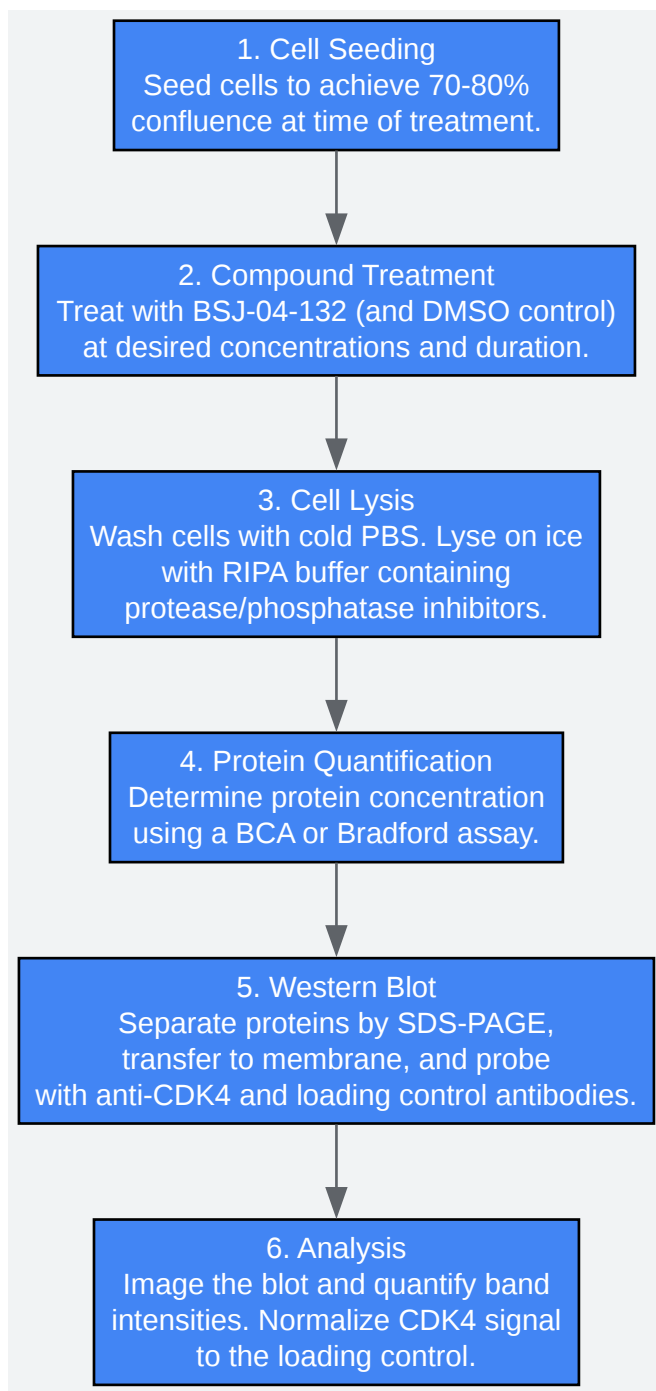 1. Cell Seeding
Seed cells to achieve 70-80%
confluence at time of treatment.
2. Compound Treatment
Treat with BSJ-04-132 (and DMSO control)
at desired concentrations and duration.
3. Cell Lysis
Wash cells with cold PBS. Lyse on ice
with RIPA buffer containing
protease/phosphatase inhibitors.
4. Protein Quantification
Determine protein concentration
using a BCA or Bradford assay.
5. Western Blot
Separate proteins by SDS-PAGE,
transfer to membrane, and probe
with anti-CDK4 and loading control antibodies.
6. Analysis
Image the blot and quantify band
intensities. Normalize CDK4 signal
to the loading control.